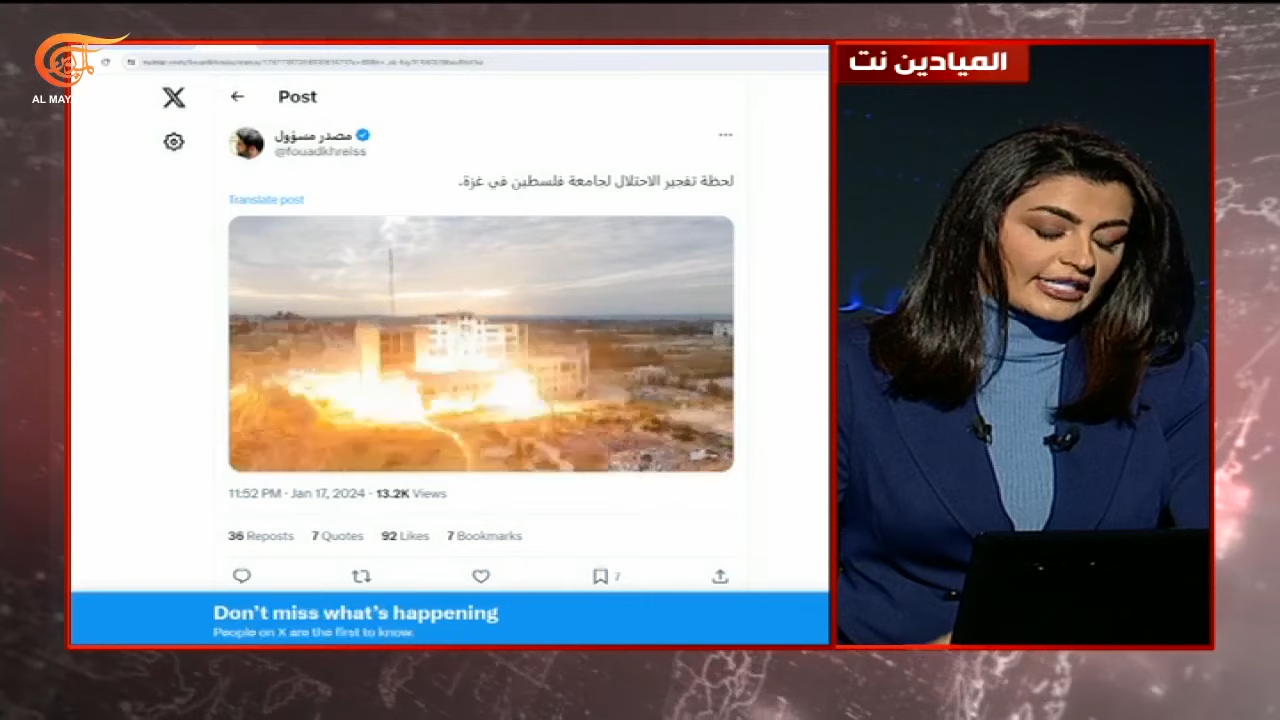 AL MAY
الميادين نت
Post
مصدر مسؤول
@fouadkhreiss
لحظة تفجير الاحتلال لجامعة فلسطين في غزة.
Translate post
11:52 PM · Jan 17, 2024 · 13.2K Views
36 Reposts 7 Quotes 92 Likes 7 Bookmarks
7
Don't miss what's happening
People on X are the first to know.